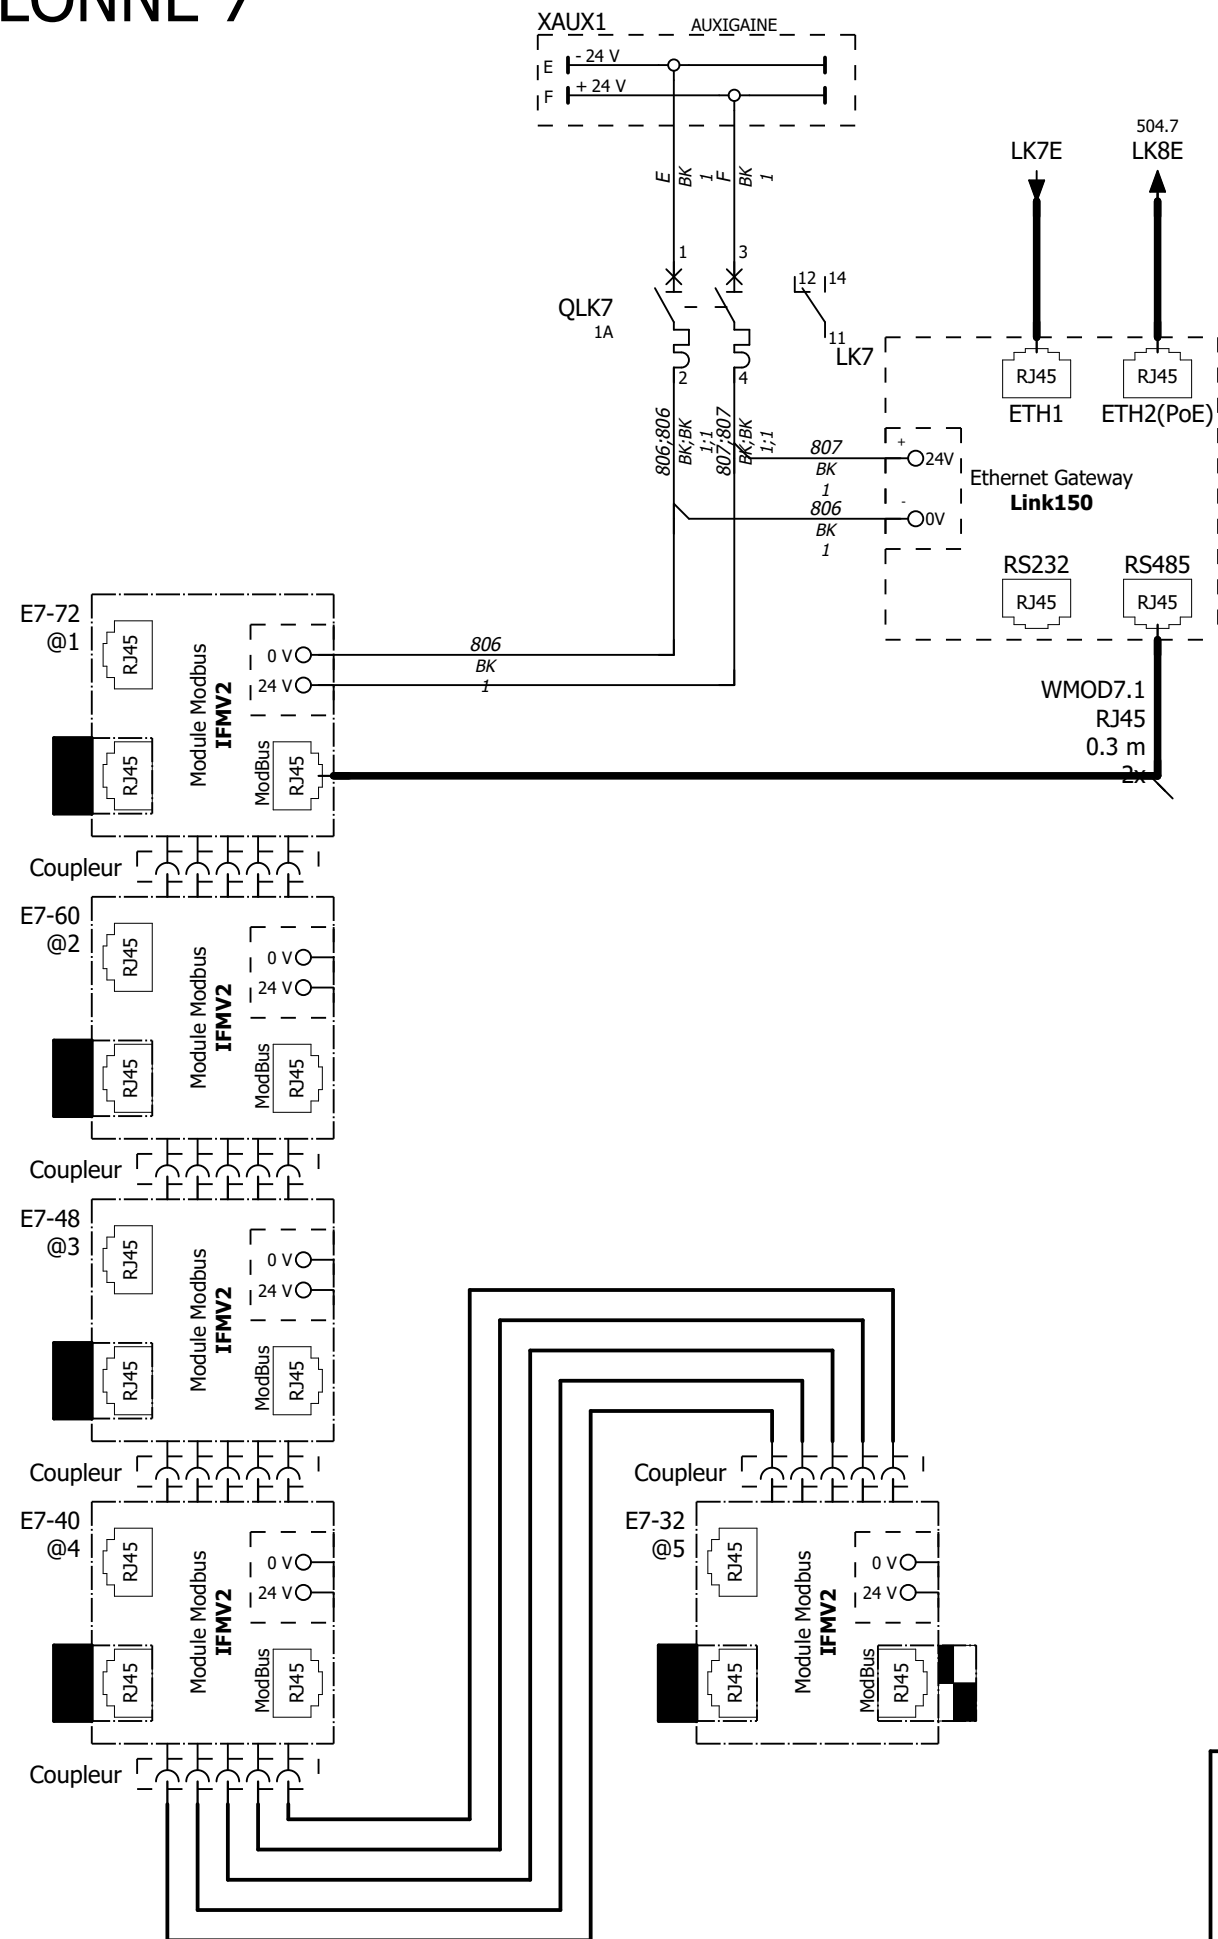 LONNE 7
XAUX1
AUXIGAINE
E
- 24 V
F
+ 24 V
504.7
LK7E
LK8E
E
BK
1
F
BK
1
1
3
12
14
QLK7
1A
11
LK7
2
4
RJ45
RJ45
ETH1
ETH2(PoE)
806;806
BK;BK
1;1
807;807
BK;BK
1;1
807
BK
1
+
24V
Ethernet Gateway
Link150
806
BK
1
-
0V
RS232
RS485
RJ45
RJ45
WMOD7.1
RJ45
0.3 m
2x
E7-72
@1
RJ45
Module Modbus
IFMV2
0 V
24 V
806
BK
1
RJ45
ModBus
RJ45
Coupleur
E7-60
@2
RJ45
Module Modbus
IFMV2
0 V
24 V
RJ45
ModBus
RJ45
Coupleur
E7-48
@3
RJ45
Module Modbus
IFMV2
0 V
24 V
RJ45
ModBus
RJ45
Coupleur
E7-40
@4
RJ45
Module Modbus
IFMV2
0 V
24 V
RJ45
ModBus
RJ45
Coupleur
Coupleur
E7-32
@5
RJ45
Module Modbus
IFMV2
0 V
24 V
RJ45
ModBus
RJ45